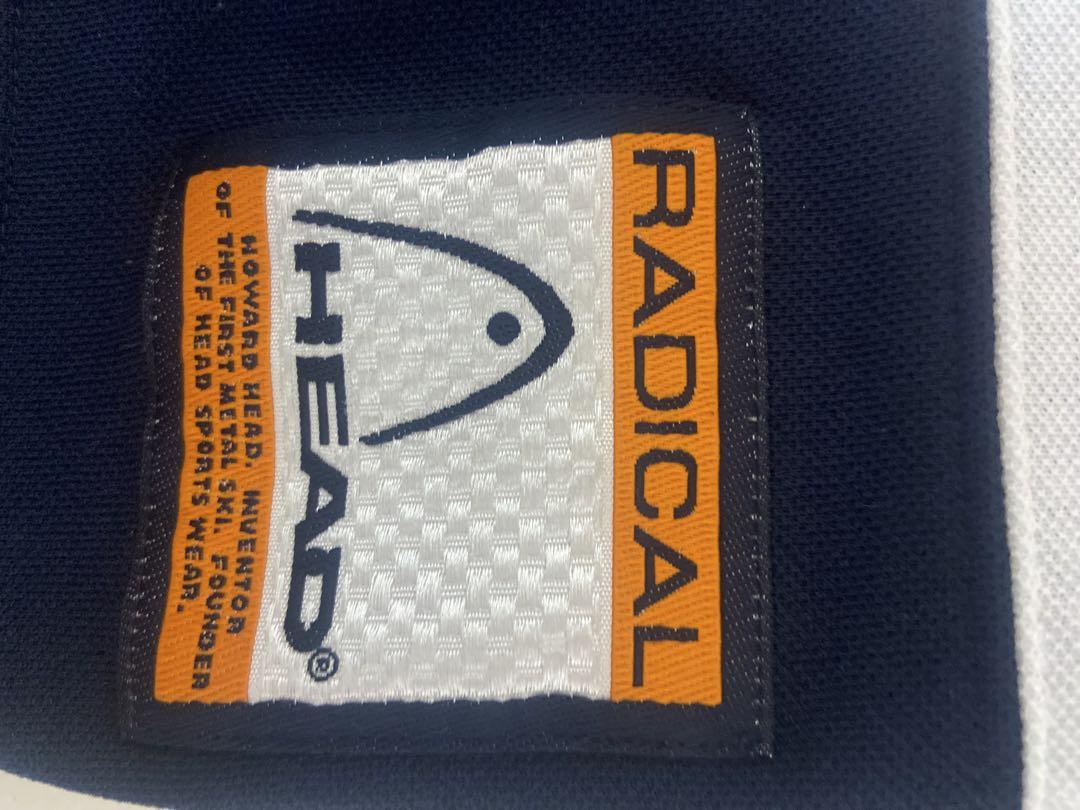 RADICAL
HEAD®
HOWARD HEAD, INVENTOR
OF THE FIRST METAL SKI, FOUNDER
OF HEAD SPORTS WEAR.